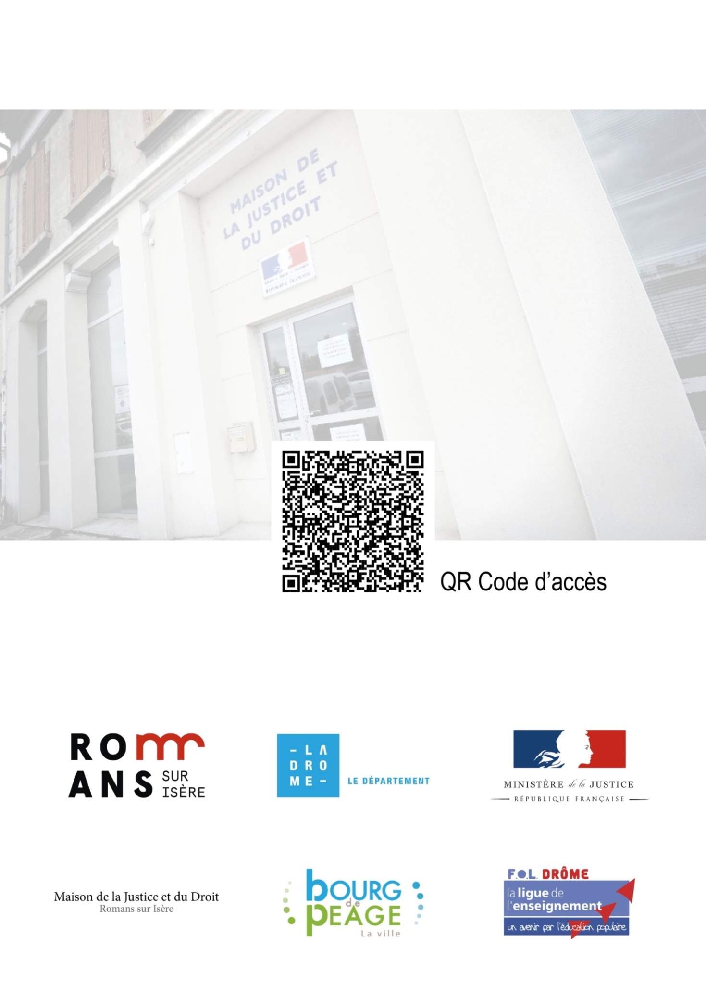 MAISON DE
LA JUSTICE ET
DU DROIT
RÉPUBLIQUE FRANÇAISE
QR Code d'accès
ROMANS SUR
ISÈRE
– LA
DRO
ME –
LE DÉPARTEMENT
MINISTÈRE de la JUSTICE
RÉPUBLIQUE FRANÇAISE
Maison de la Justice et du Droit
Romans sur Isère
bOURG
de
PEAGE
La ville
F.O.L. DRÔME
la ligue de
l'enseignement
un avenir par l'éducation populaire